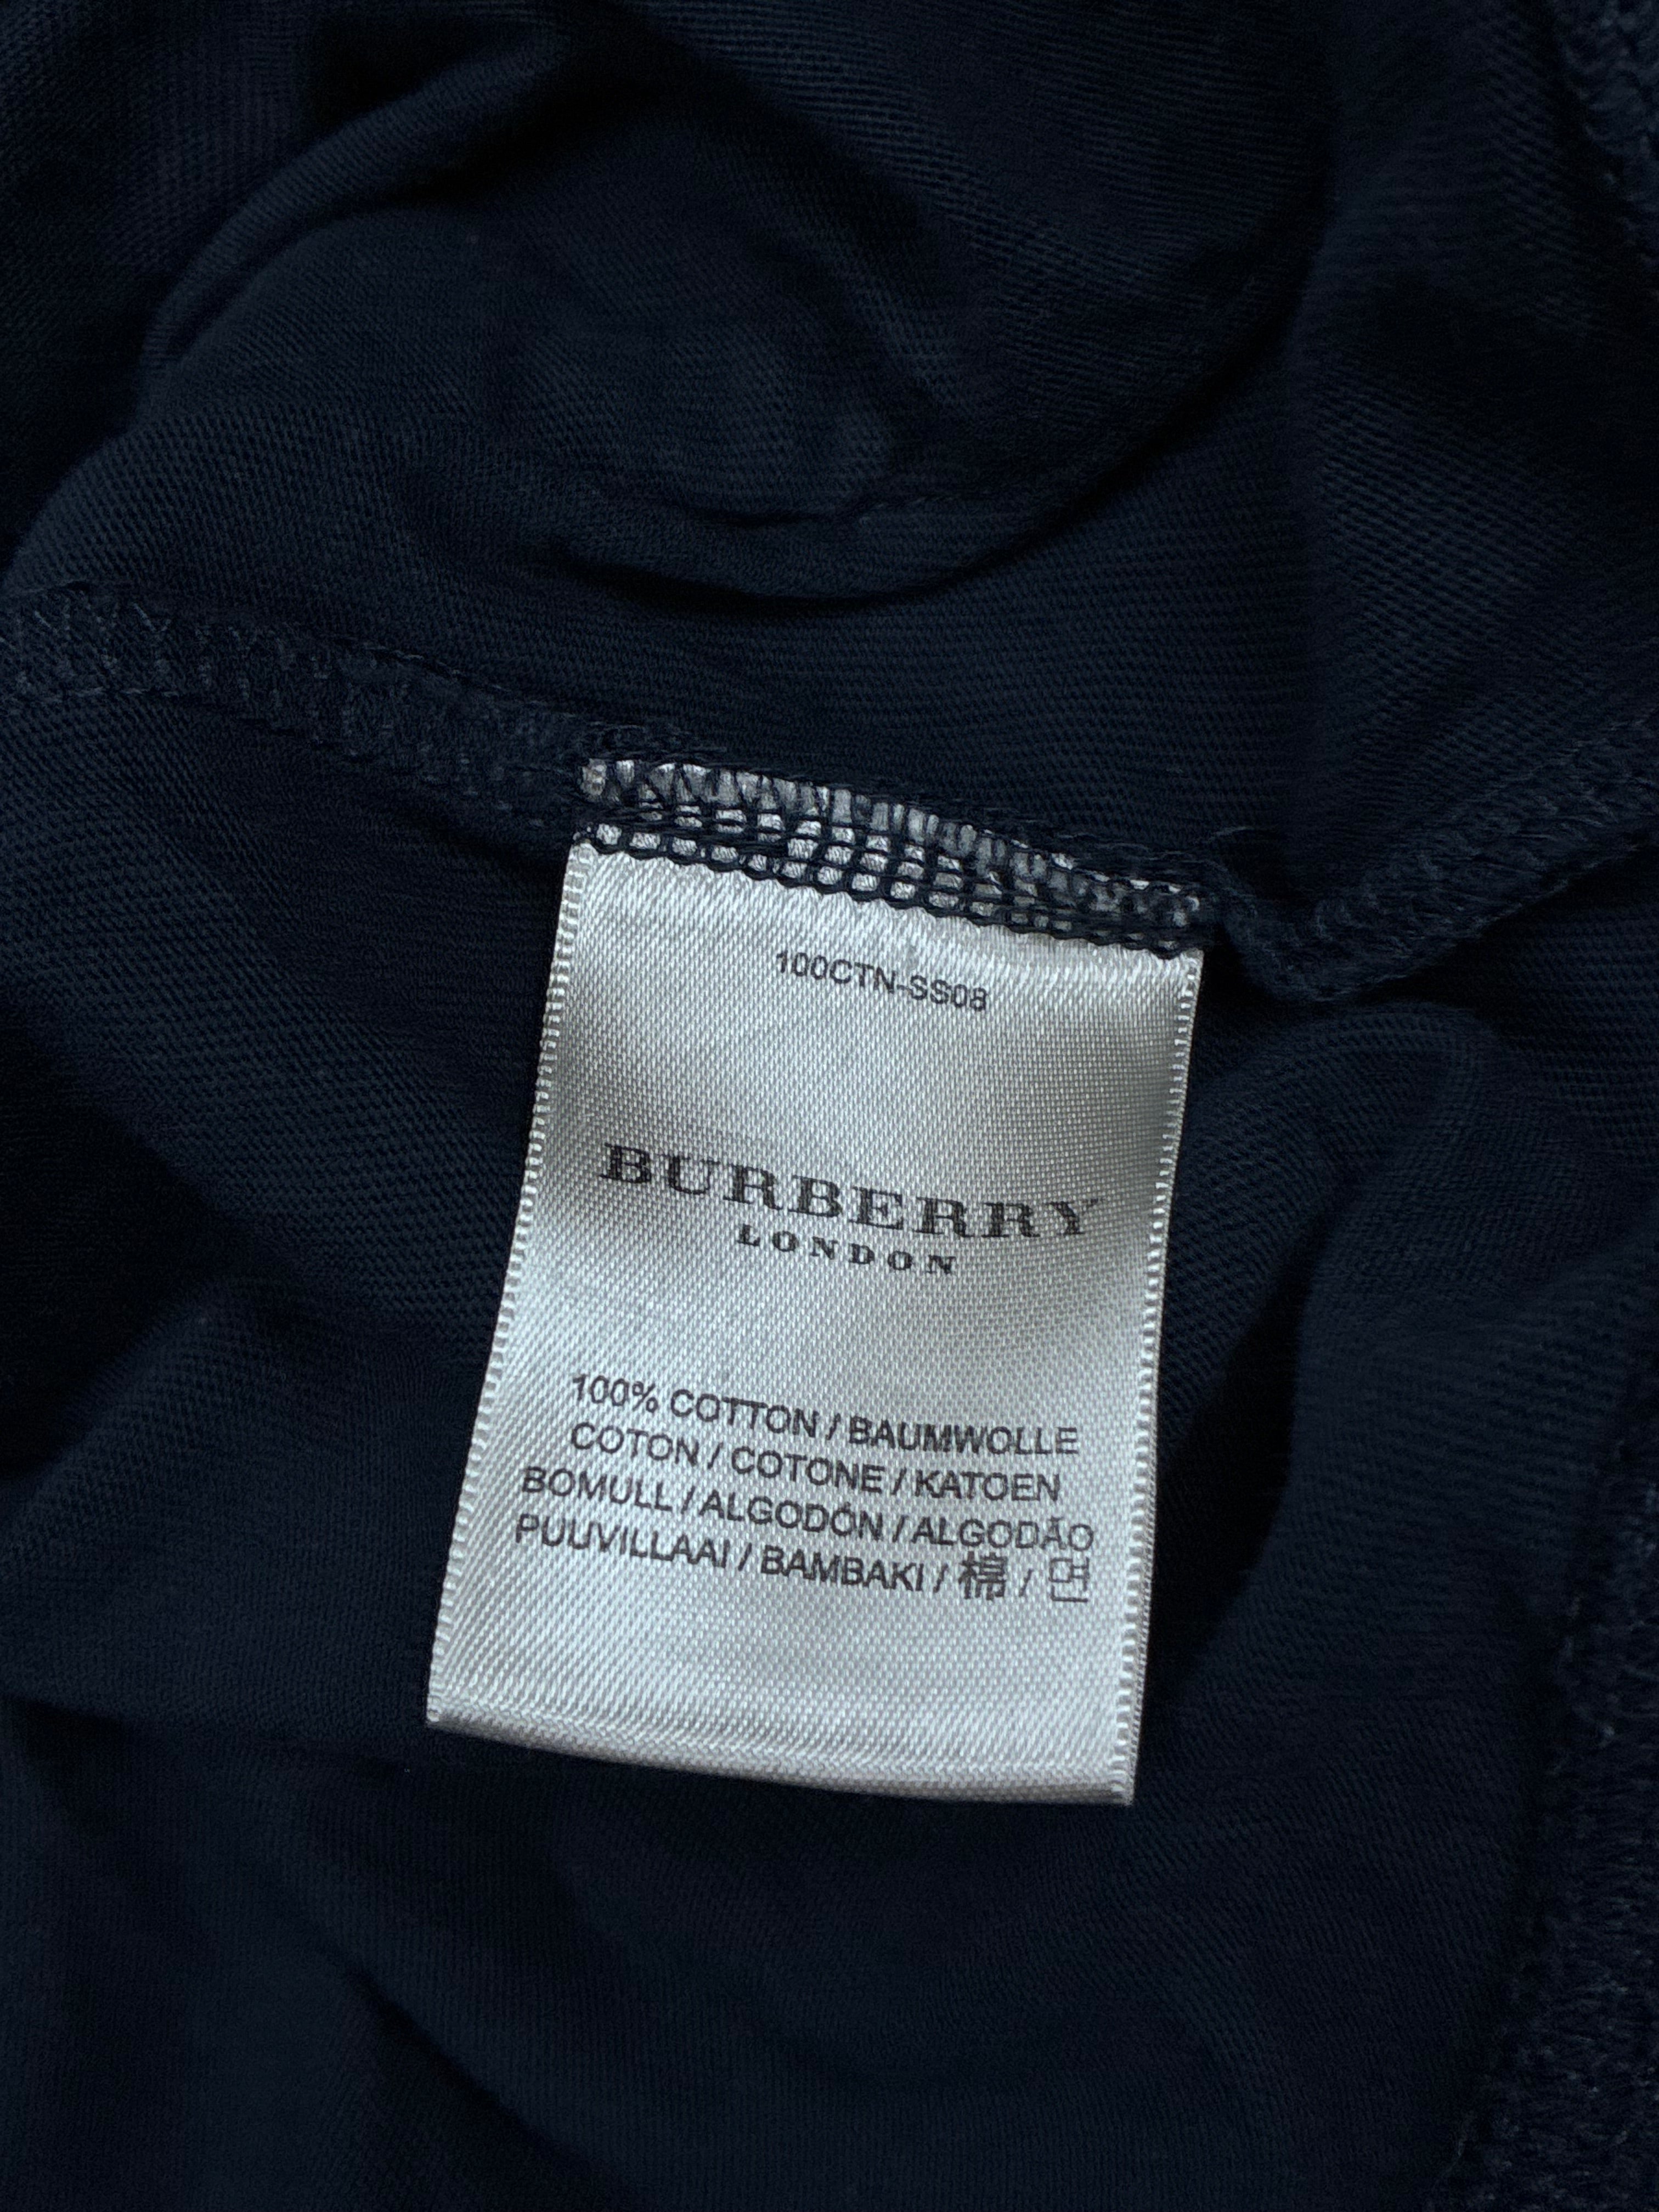 100CTN-SS08
BURBERRY
LONDON
100% COTTON / BAUMWOLLE
COTON / COTONE / KATOEN
BOMULL / ALGODÓN / ALGODÃO
PUUVILLAAI / BAMBAKI / 棉 / 면